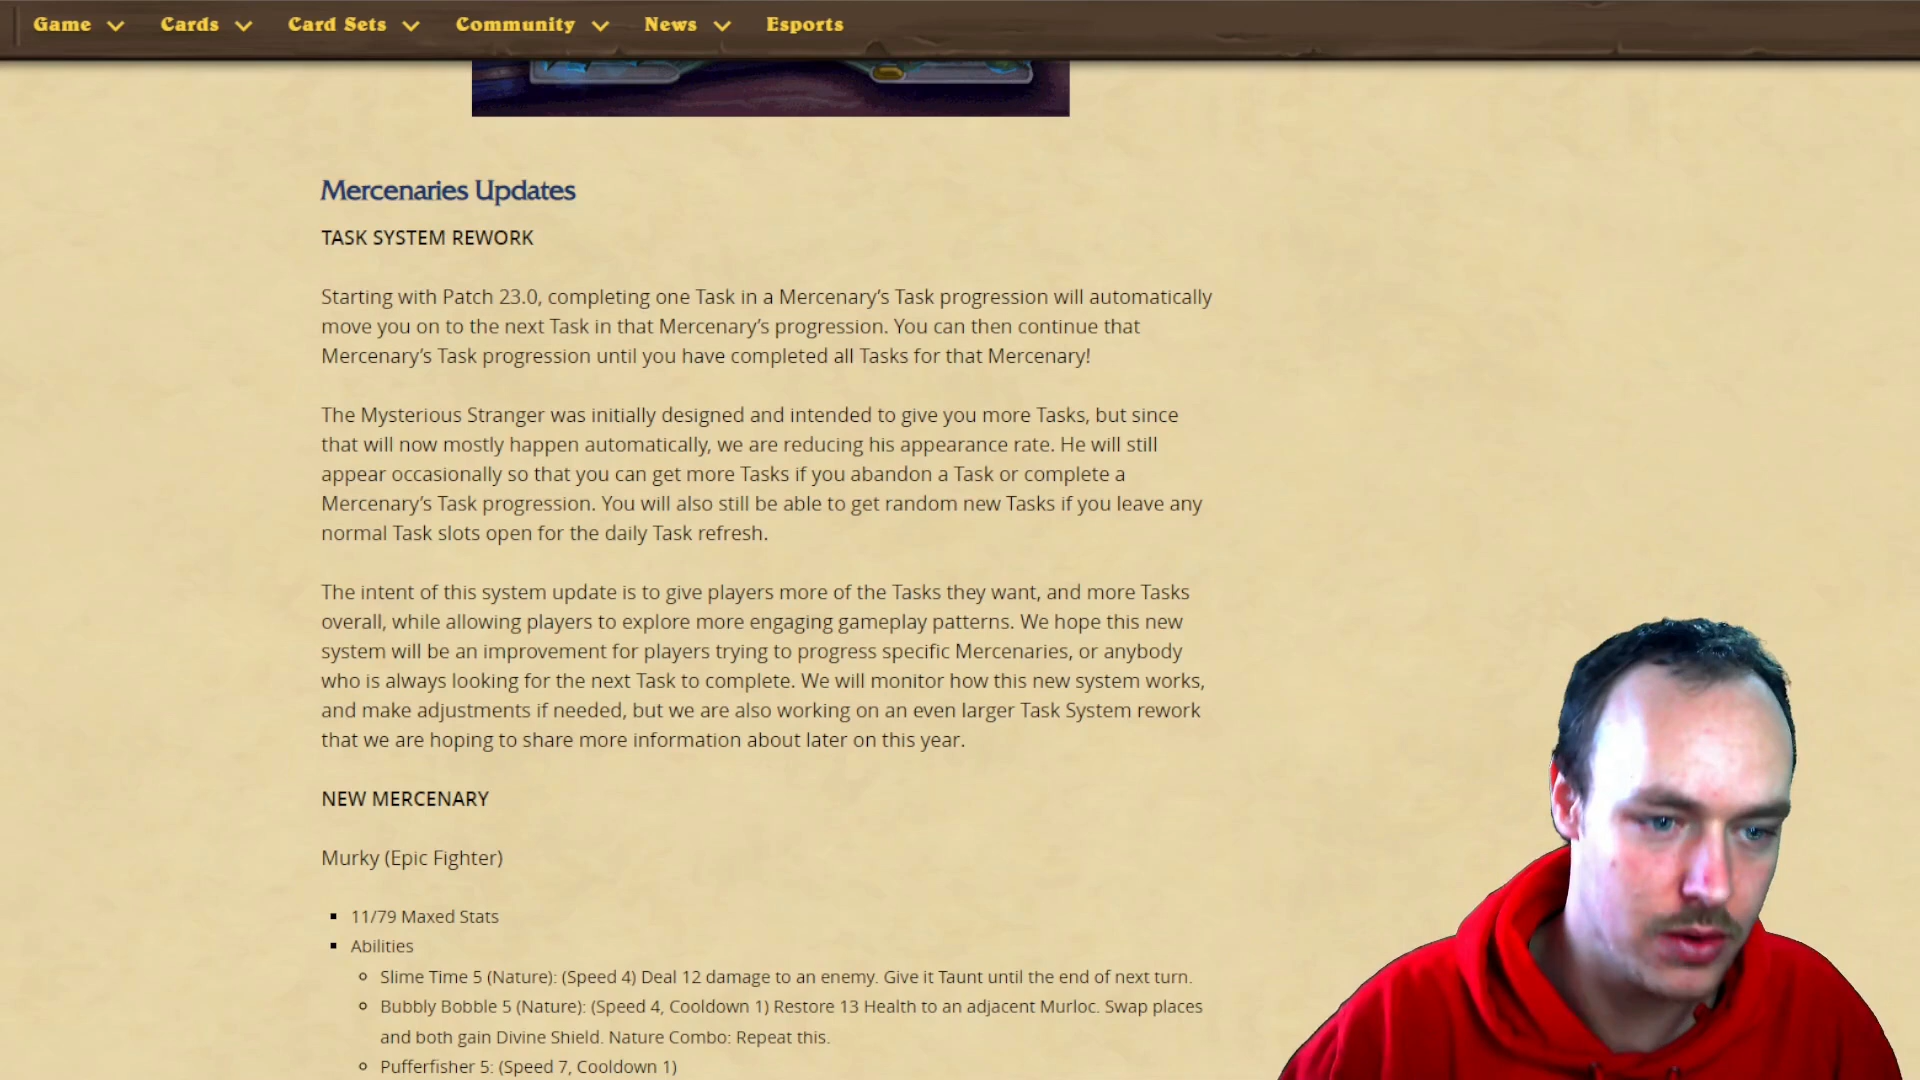 Game Cards Card Sets Community News Esports
Mercenaries Updates
TASK SYSTEM REWORK
Starting with Patch 23.0, completing one Task in a Mercenary’s Task progression will automatically
move you on to the next Task in that Mercenary’s progression. You can then continue that
Mercenary’s Task progression until you have completed all Tasks for that Mercenary!
The Mysterious Stranger was initially designed and intended to give you more Tasks, but since
that will now mostly happen automatically, we are reducing his appearance rate. He will still
appear occasionally so that you can get more Tasks if you abandon a Task or complete a
Mercenary’s Task progression. You will also still be able to get random new Tasks if you leave any
normal Task slots open for the daily Task refresh.
The intent of this system update is to give players more of the Tasks they want, and more Tasks
overall, while allowing players to explore more engaging gameplay patterns. We hope this new
system will be an improvement for players trying to progress specific Mercenaries, or anybody
who is always looking for the next Task to complete. We will monitor how this new system works,
and make adjustments if needed, but we are also working on an even larger Task System rework
that we are hoping to share more information about later on this year.
NEW MERCENARY
Murky (Epic Fighter)
11/79 Maxed Stats
Abilities
Slime Time 5 (Nature): (Speed 4) Deal 12 damage to an enemy. Give it Taunt until the end of next turn.
Bubbly Bobble 5 (Nature): (Speed 4, Cooldown 1) Restore 13 Health to an adjacent Murloc. Swap places
and both gain Divine Shield. Nature Combo: Repeat this.
Pufferfisher 5: (Speed 7, Cooldown 1)